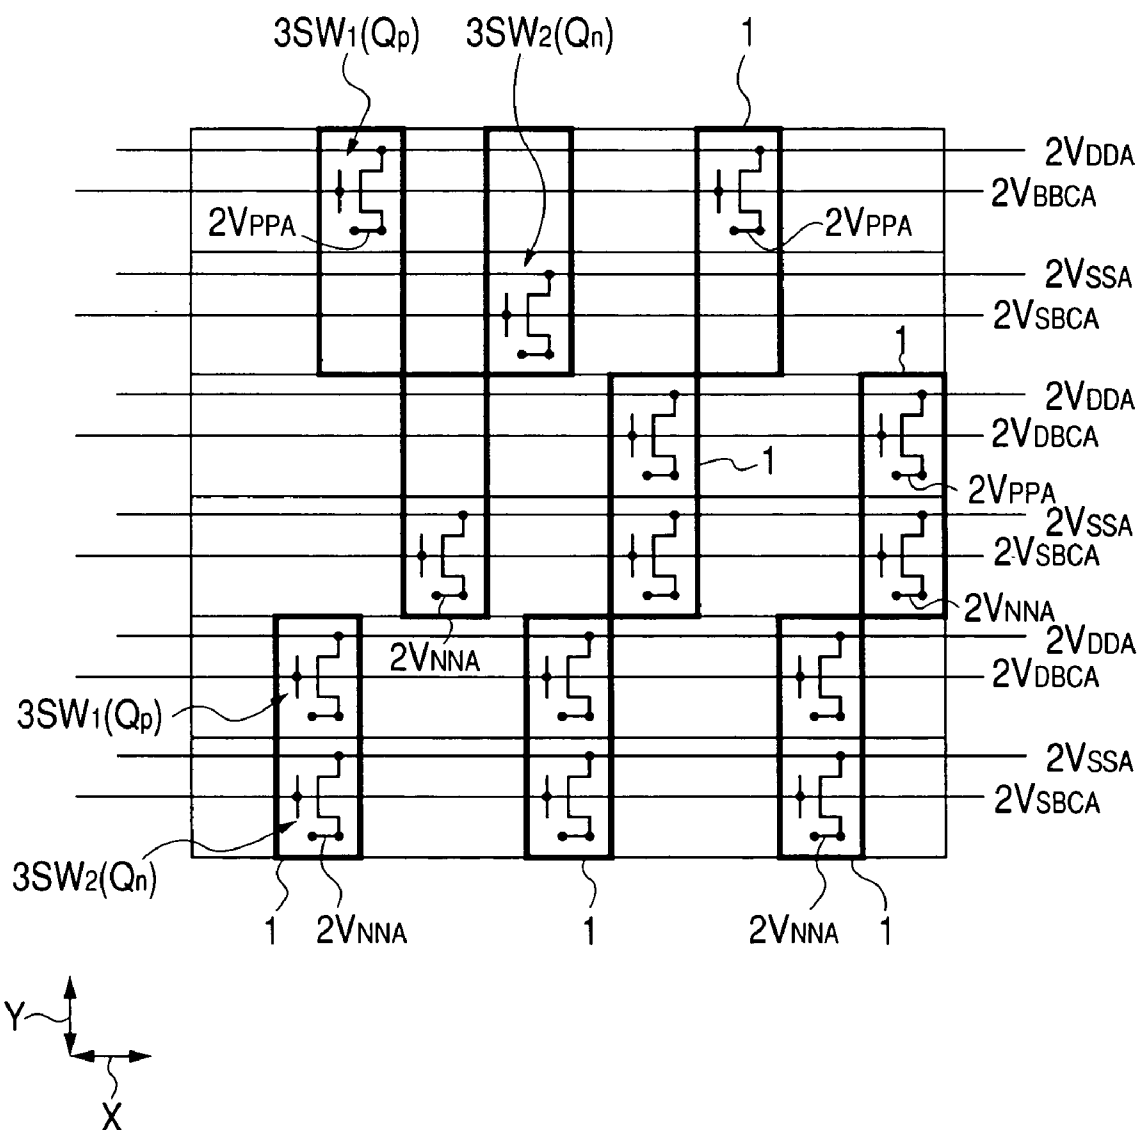 3SW1(Qp) 3SW2(Qn) 1
2VDDA
2VBBCA
2VPPA 2VPPA
2VSSA
2VSBCA
1
2VDDA
2VDBCA
1
2VPPA
2VSSA
2VSBCA
2VNNA
2VNNA
2VDDA
2VDBCA
3SW1(Qp)
2VSSA
2VSBCA
3SW2(Qn)
1 2VNNA 1 2VNNA 1
Y
X